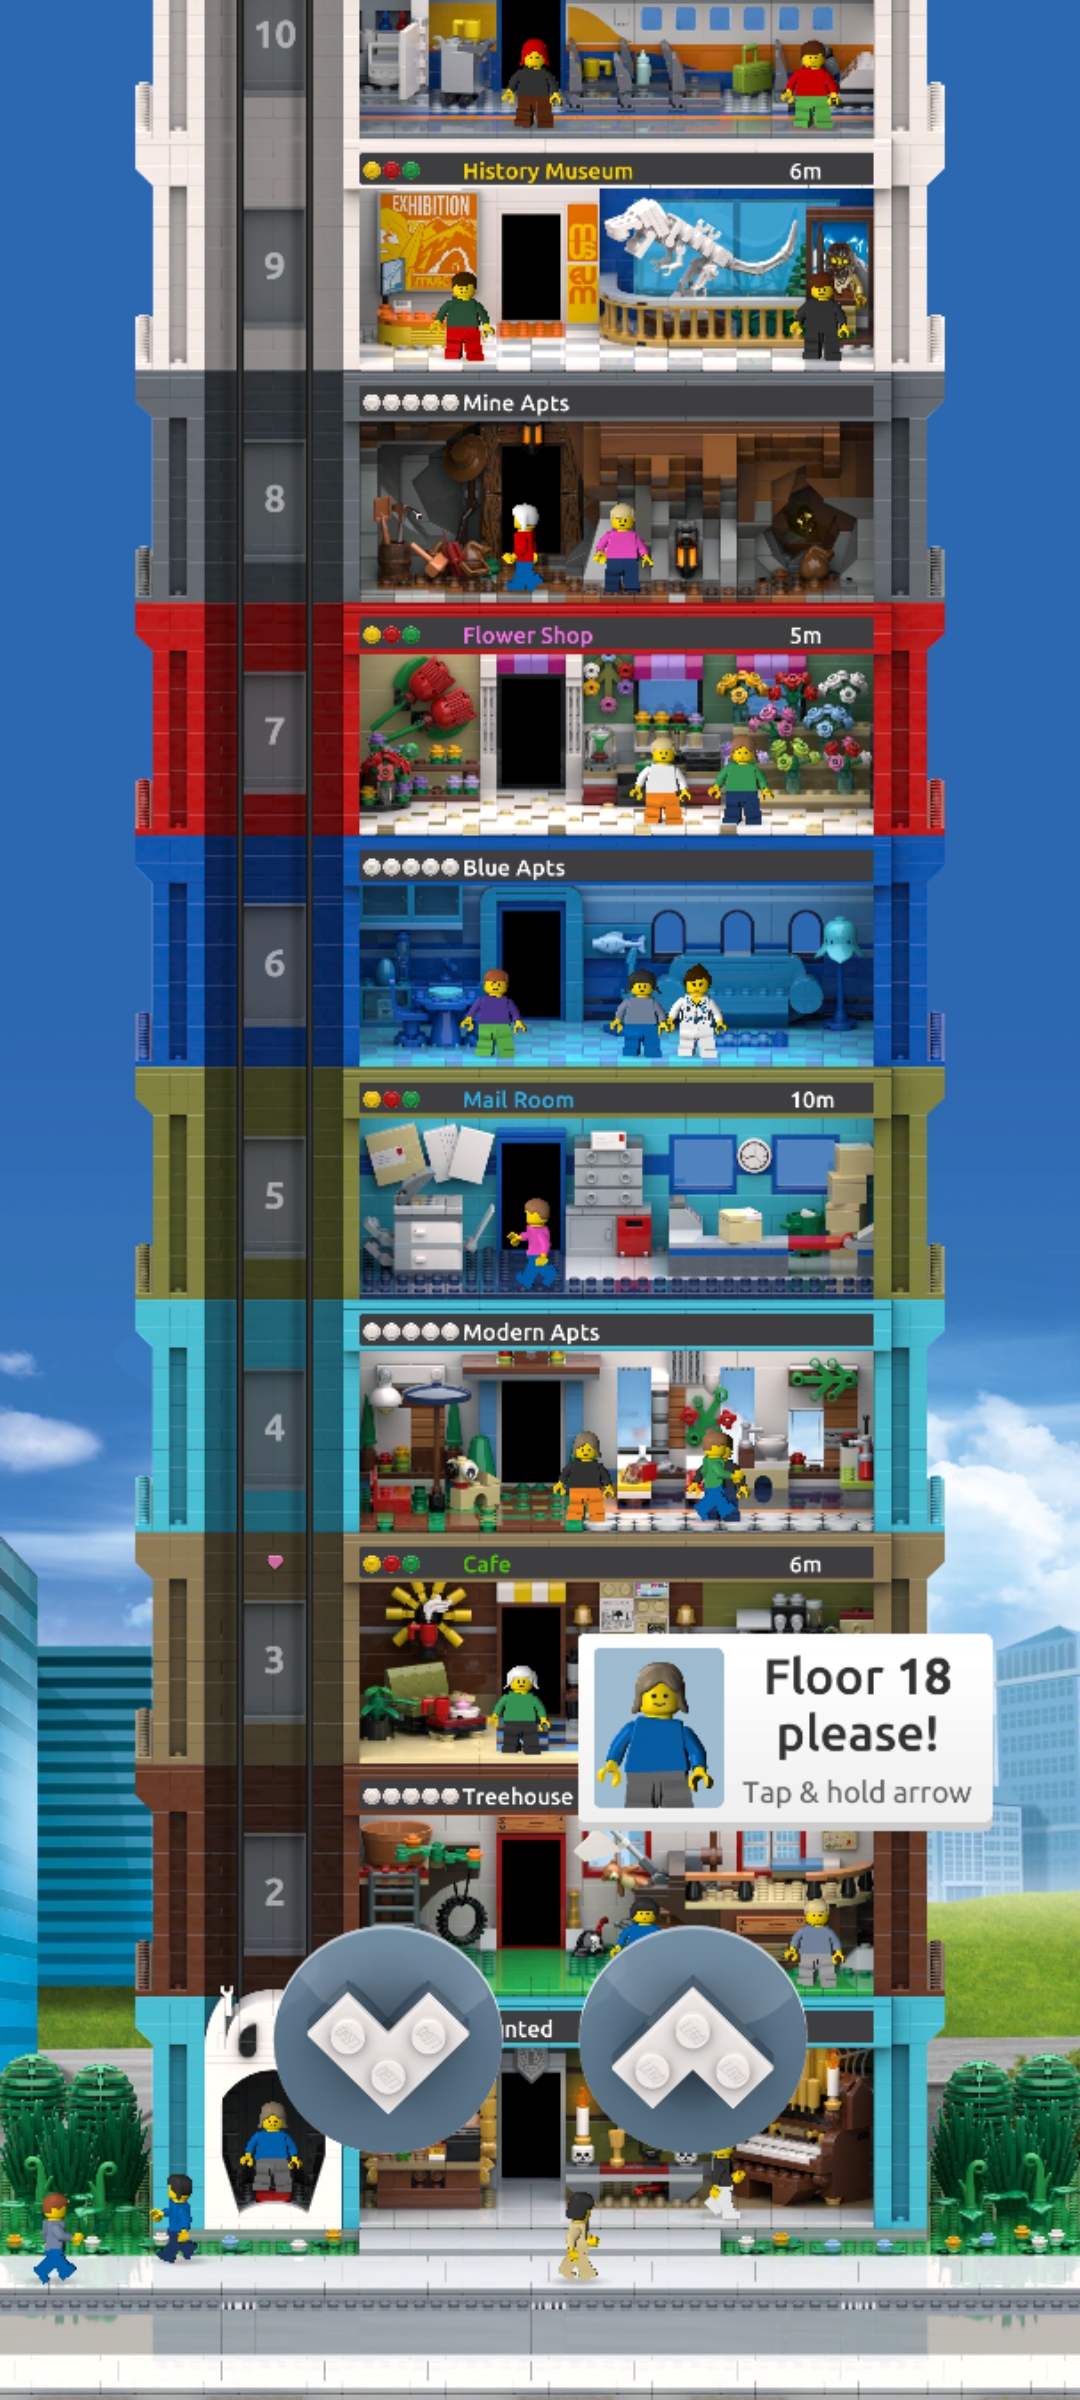 10
History Museum 6m
EXHIBITION
9
Mine Apts
8
Flower Shop 5m
7
Blue Apts
6
Mail Room 10m
5
Modern Apts
4
Cafe 6m
3
Floor 18
please!
Tap & hold arrow
Treehouse
2
nted